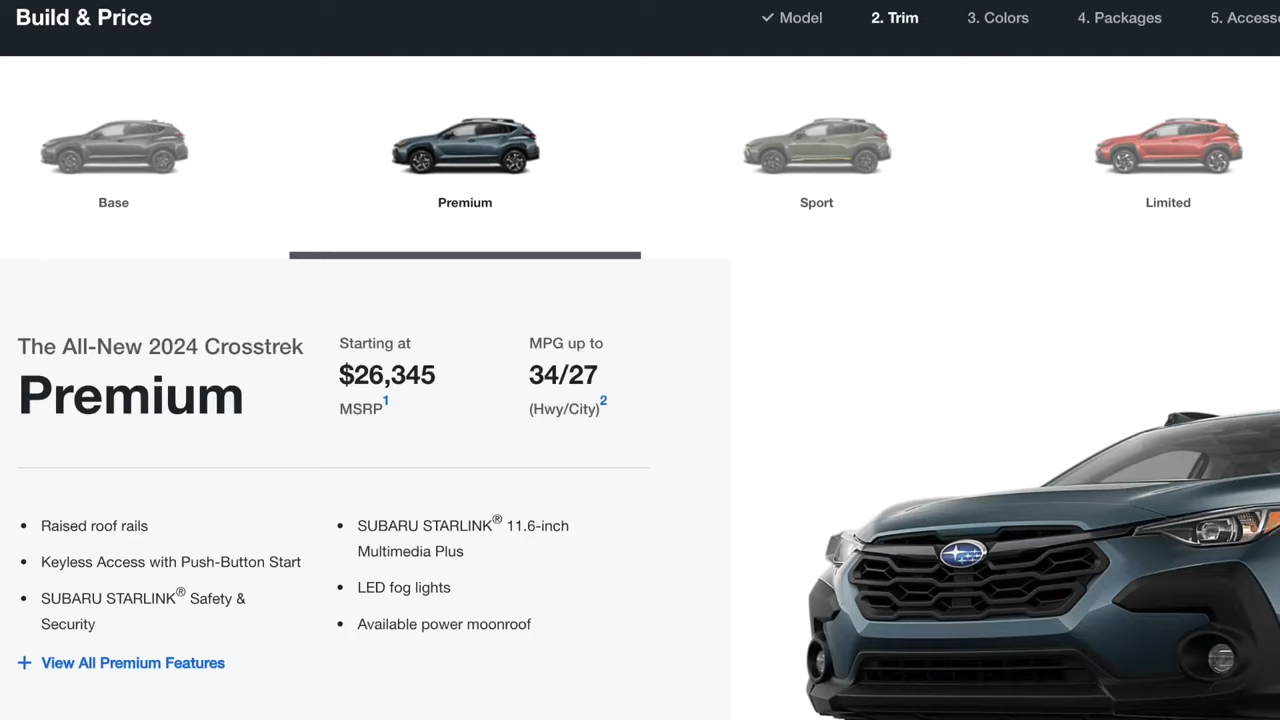 Build & Price
✓ Model
2. Trim
3. Colors
4. Packages
5. Access
Base
Premium
Sport
Limited
The All-New 2024 Crosstrek
Premium
Starting at
$26,345
MSRP1
MPG up to
34/27
(Hwy/City)2
• Raised roof rails
• Keyless Access with Push-Button Start
• SUBARU STARLINK® Safety &
Security
• SUBARU STARLINK® 11.6-inch
Multimedia Plus
• LED fog lights
• Available power moonroof
+ View All Premium Features